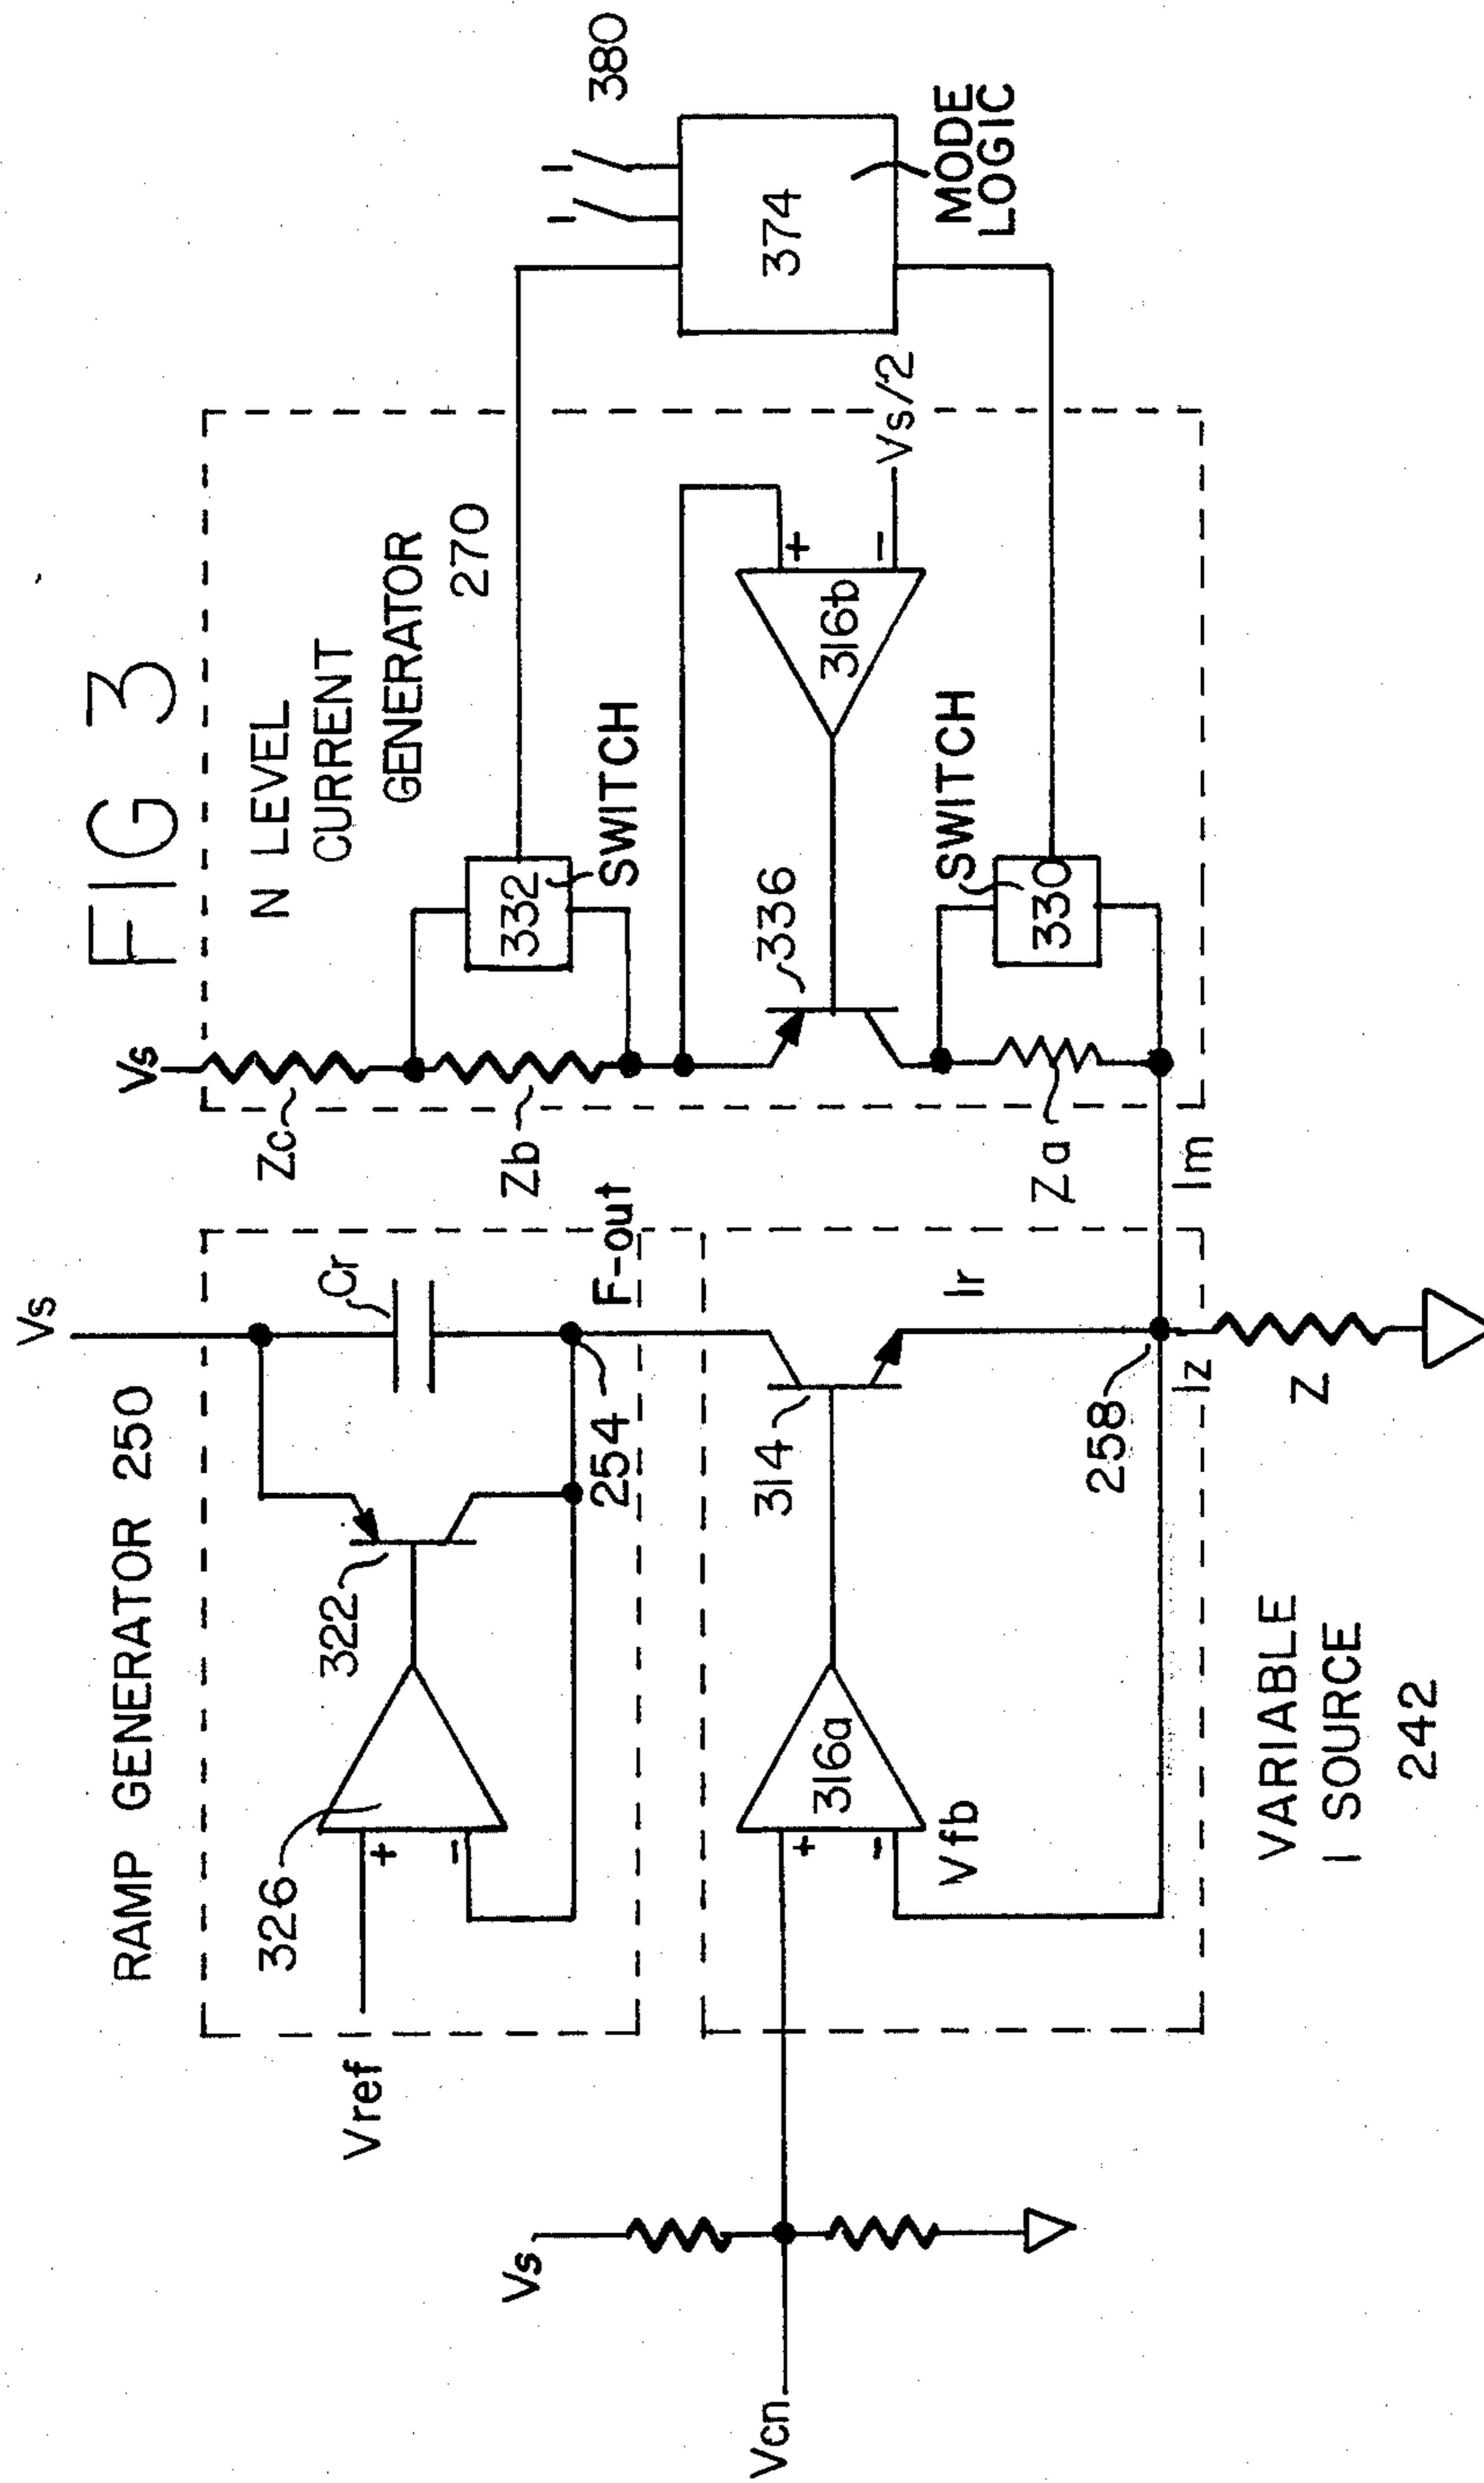 FIG 3
RAMP GENERATOR 250
Vs
Vs
N LEVEL
CURRENT
GENERATOR
270
Zc
Cr
326
322
Vref
+
-
332
SWITCH
Zb
F-out
254
380
374
MODE
LOGIC
336
316b
+
-
Vs/2
Vs
Vcn
316a
+
-
Vfb
314
Ir
SWITCH
330
Za
258
Iz
Im
Z
VARIABLE
I SOURCE
242